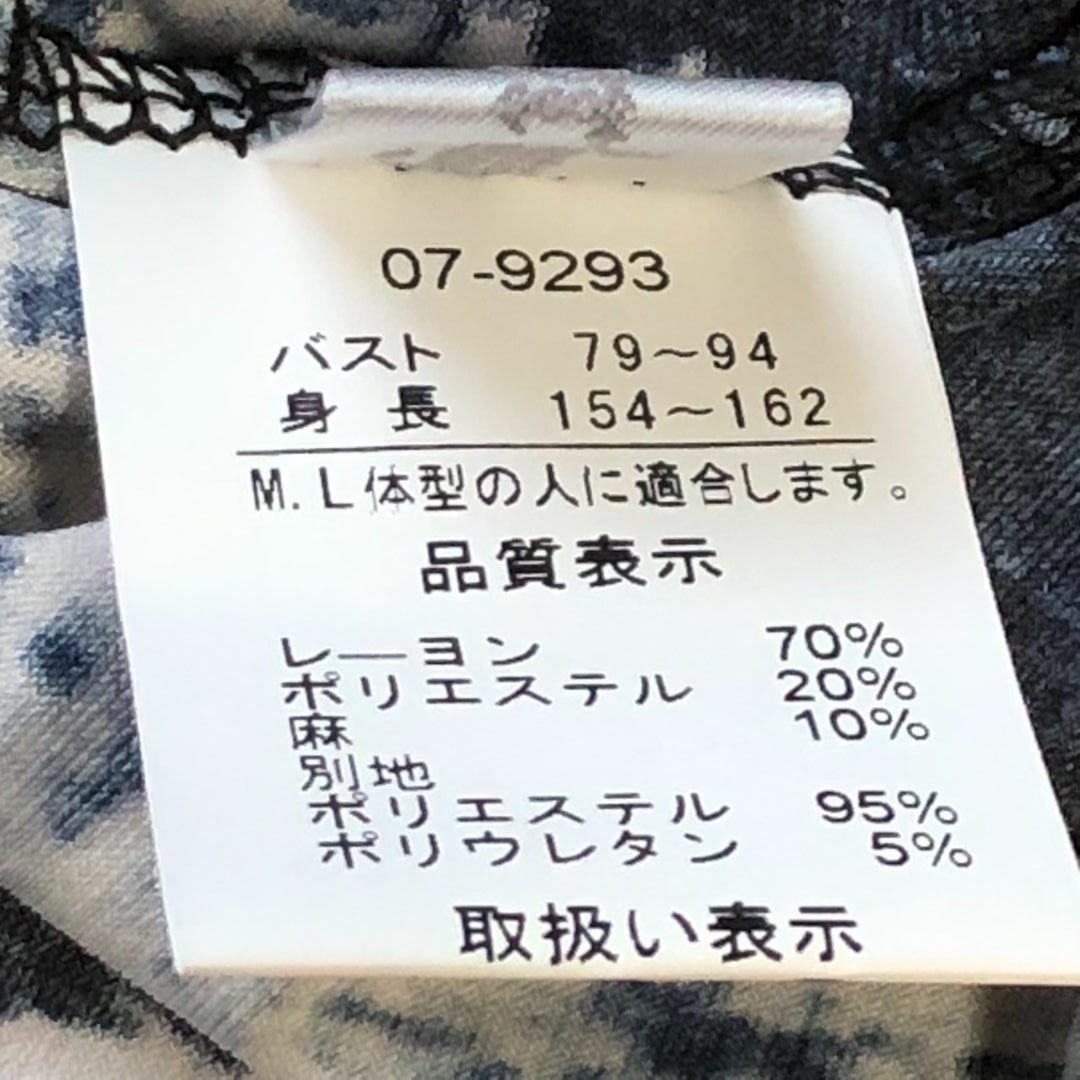 07-9293
バスト 79～94
身長 154～162
M.L体型の人に適合します。
品質表示
レーヨン 70%
ポリエステル 20%
麻 10%
別地
ポリエステル 95%
ポリウレタン 5%
取扱い表示